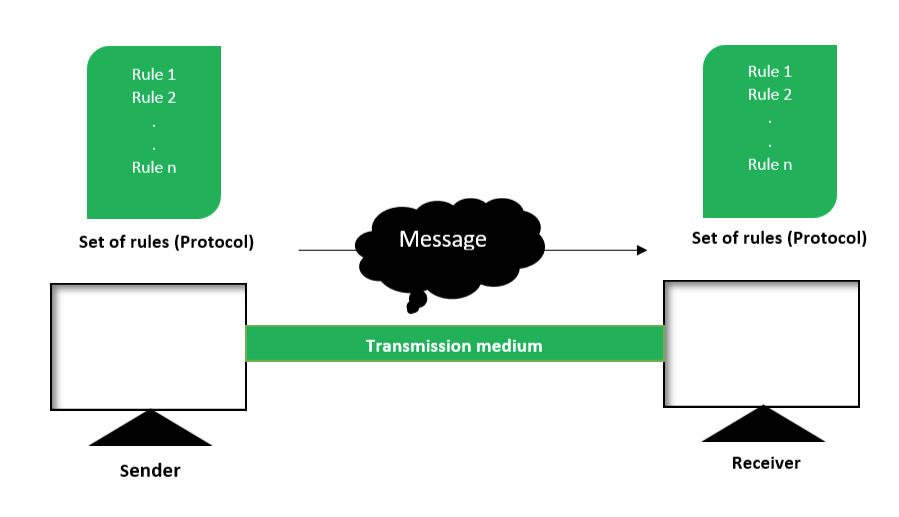 Rule 1
Rule 2
.
.
Rule n
Set of rules (Protocol)
Rule 1
Rule 2
.
.
Rule n
Set of rules (Protocol)
Message
Transmission medium
Sender
Receiver